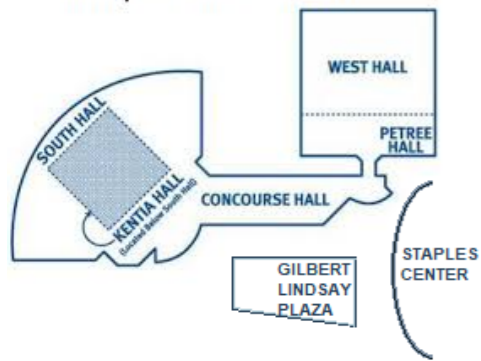 WEST HALL
PETREE
HALL
SOUTH HALL
KENTIA HALL
(Located Below South Hall)
CONCOURSE HALL
GILBERT
LINDSAY
PLAZA
STAPLES
CENTER